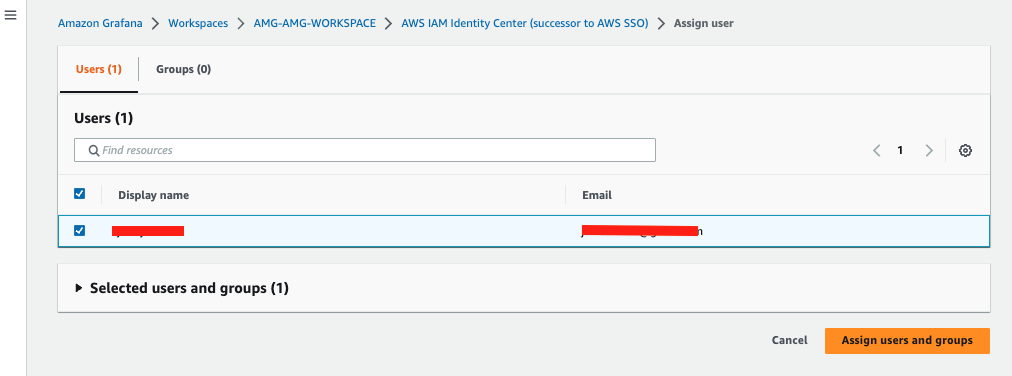 Amazon Grafana > Workspaces > AMG-AMG-WORKSPACE > AWS IAM Identity Center (successor to AWS SSO) > Assign user
Users (1) Groups (0)
Users (1)
Find resources 1
Display name Email
Selected users and groups (1)
Cancel Assign users and groups